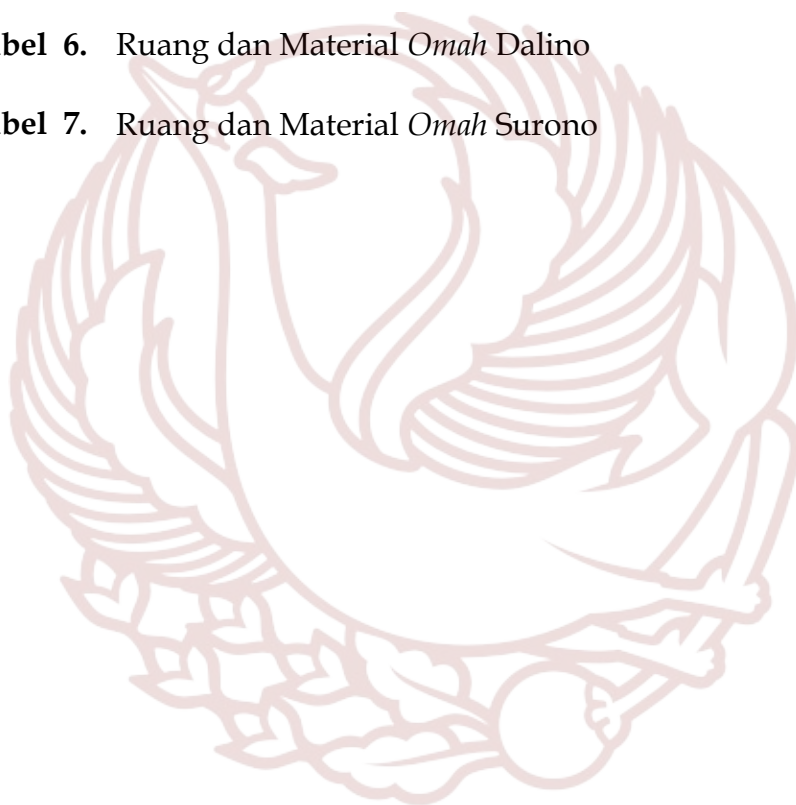 bel 6. Ruang dan Material Omah Dalino
bel 7. Ruang dan Material Omah Surono